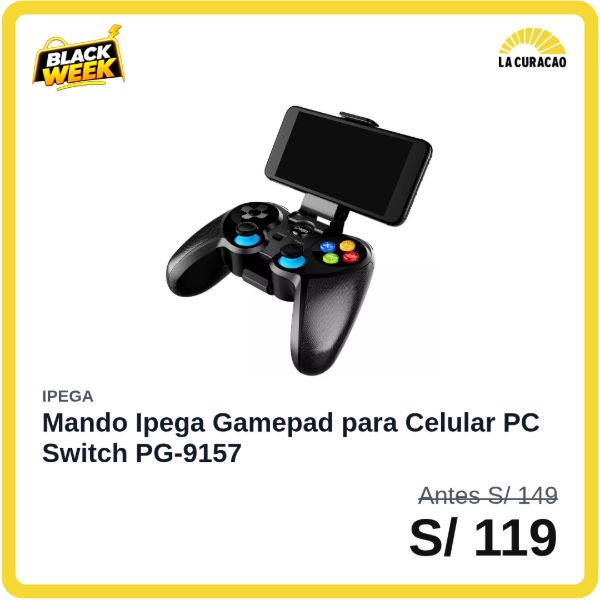 BLACK
WEEK
LA CURACAO
IPEGA
Mando Ipega Gamepad para Celular PC
Switch PG-9157
Antes S/ 149
S/ 119